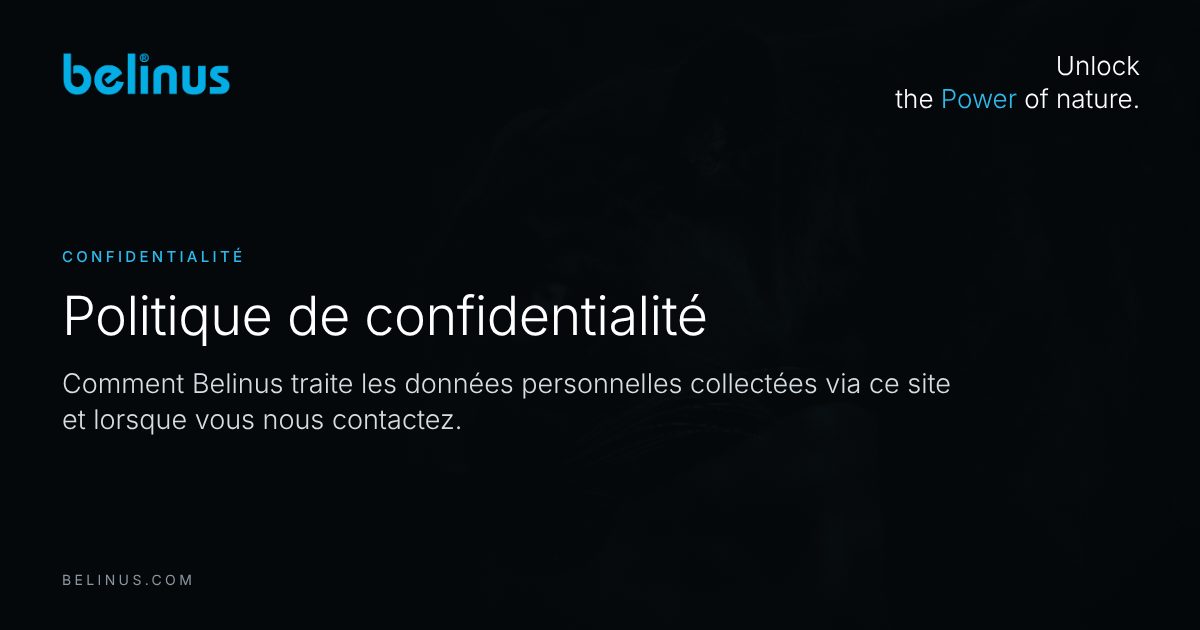 belinus®
Unlock
the Power of nature.
CONFIDENTIALITÉ
Politique de confidentialité
Comment Belinus traite les données personnelles collectées via ce site
et lorsque vous nous contactez.
BELINUS.COM